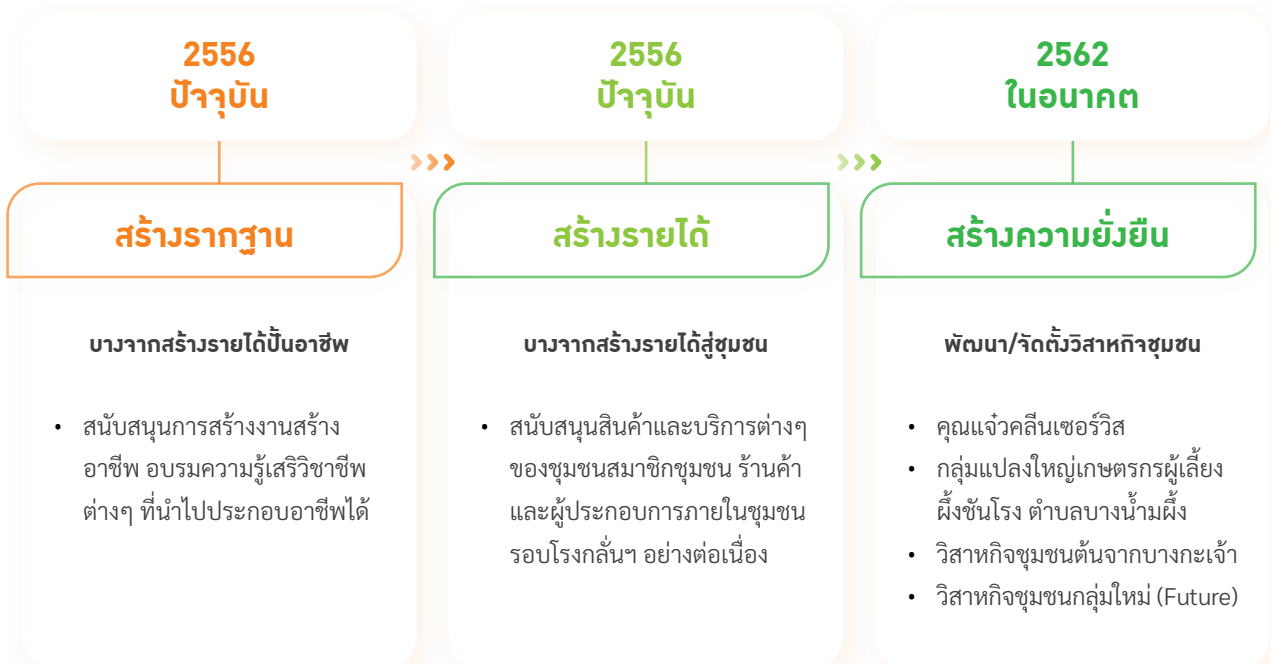 2556
ปัจจุบัน
สร้างรากฐาน
บางจากสร้างรายได้ปั้นอาชีพ
• สนับสนุนการสร้างงานสร้าง
อาชีพ อบรมความรู้เสริวิชาชีพ
ต่างๆ ที่นำไปประกอบอาชีพได้
2556
ปัจจุบัน
สร้างรายได้
บางจากสร้างรายได้สู่ชุมชน
• สนับสนุนสินค้าและบริการต่างๆ
ของชุมชนสมาชิกชุมชน ร้านค้า
และผู้ประกอบการภายในชุมชน
รอบโรงกลั่นฯ อย่างต่อเนื่อง
2562
ในอนาคต
สร้างความยั่งยืน
พัฒนา/จัดตั้งวิสาหกิจชุมชน
• คุณแจ๋วคลีนเซอร์วิส
• กลุ่มแปลงใหญ่เกษตรกรผู้เลี้ยง
ผึ้งชันโรง ตำบลบางน้ำมผึ้ง
• วิสาหกิจชุมชนต้นจากบางกะเจ้า
• วิสาหกิจชุมชนกลุ่มใหม่ (Future)